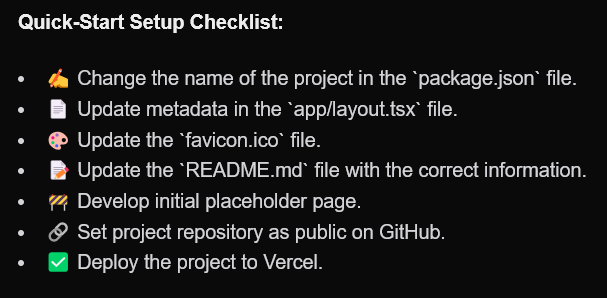 Quick-Start Setup Checklist:
• ✍️ Change the name of the project in the `package.json` file.
• 📄 Update metadata in the `app/layout.tsx` file.
• 🎨 Update the `favicon.ico` file.
• 📝 Update the `README.md` file with the correct information.
• 🚧 Develop initial placeholder page.
• 🔗 Set project repository as public on GitHub.
• ✅ Deploy the project to Vercel.